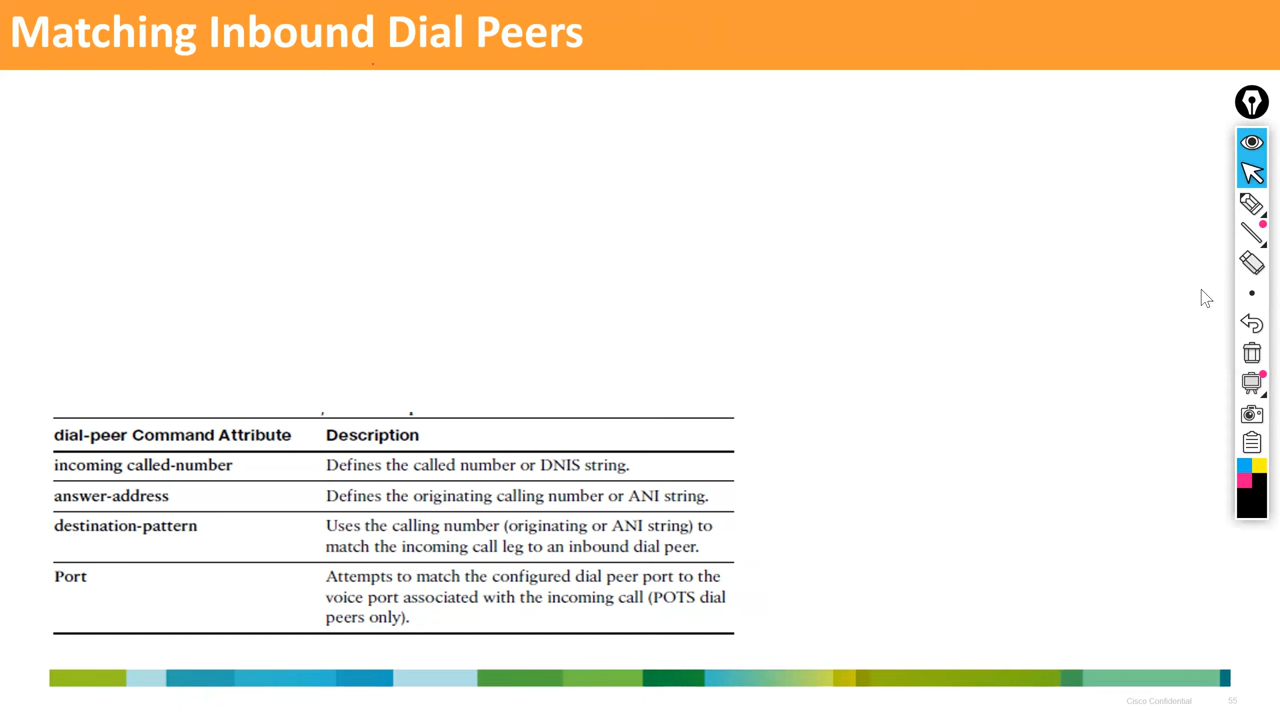 Matching Inbound Dial Peers
dial-peer Command Attribute Description
incoming called-number Defines the called number or DNIS string.
answer-address Defines the originating calling number or ANI string.
destination-pattern Uses the calling number (originating or ANI string) to
match the incoming call leg to an inbound dial peer.
Port Attempts to match the configured dial peer port to the
voice port associated with the incoming call (POTS dial
peers only).
Cisco Confidential 55